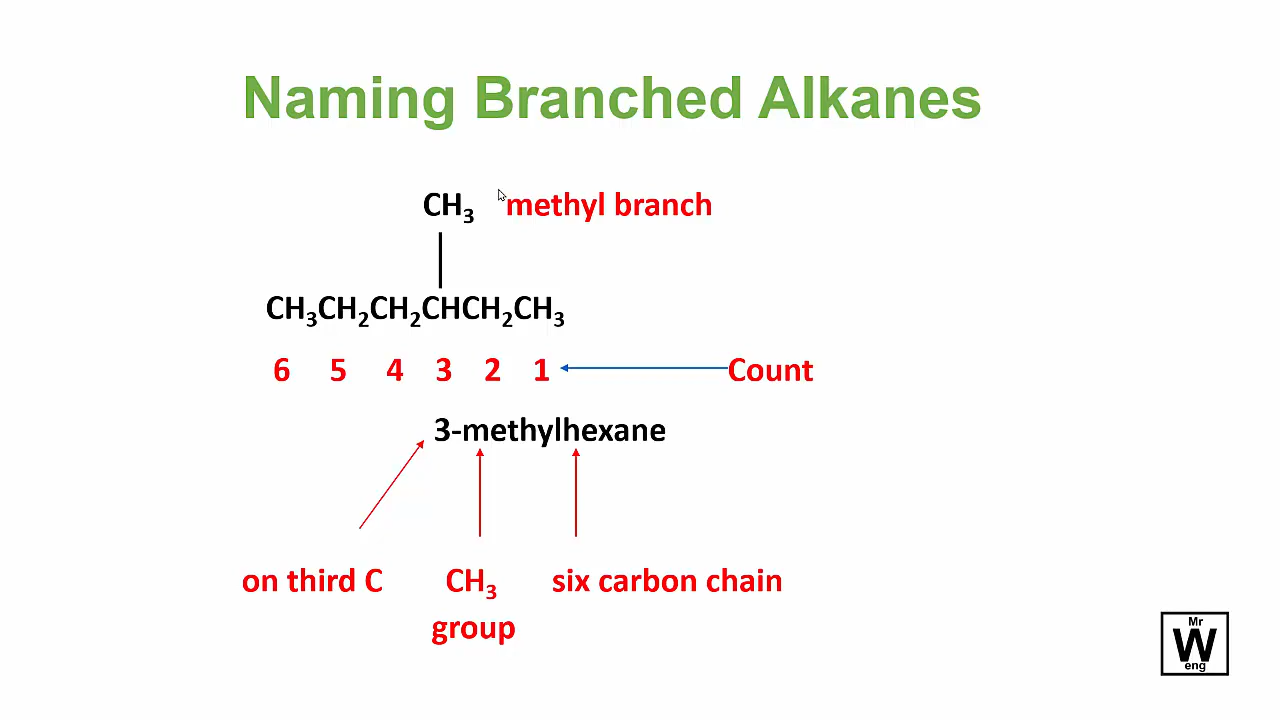 Naming Branched Alkanes
CH₃ methyl branch
CH₃CH₂CH₂CHCH₂CH₃
6 5 4 3 2 1 Count
3-methylhexane
on third C CH₃ six carbon chain
group
Mr
W
eng